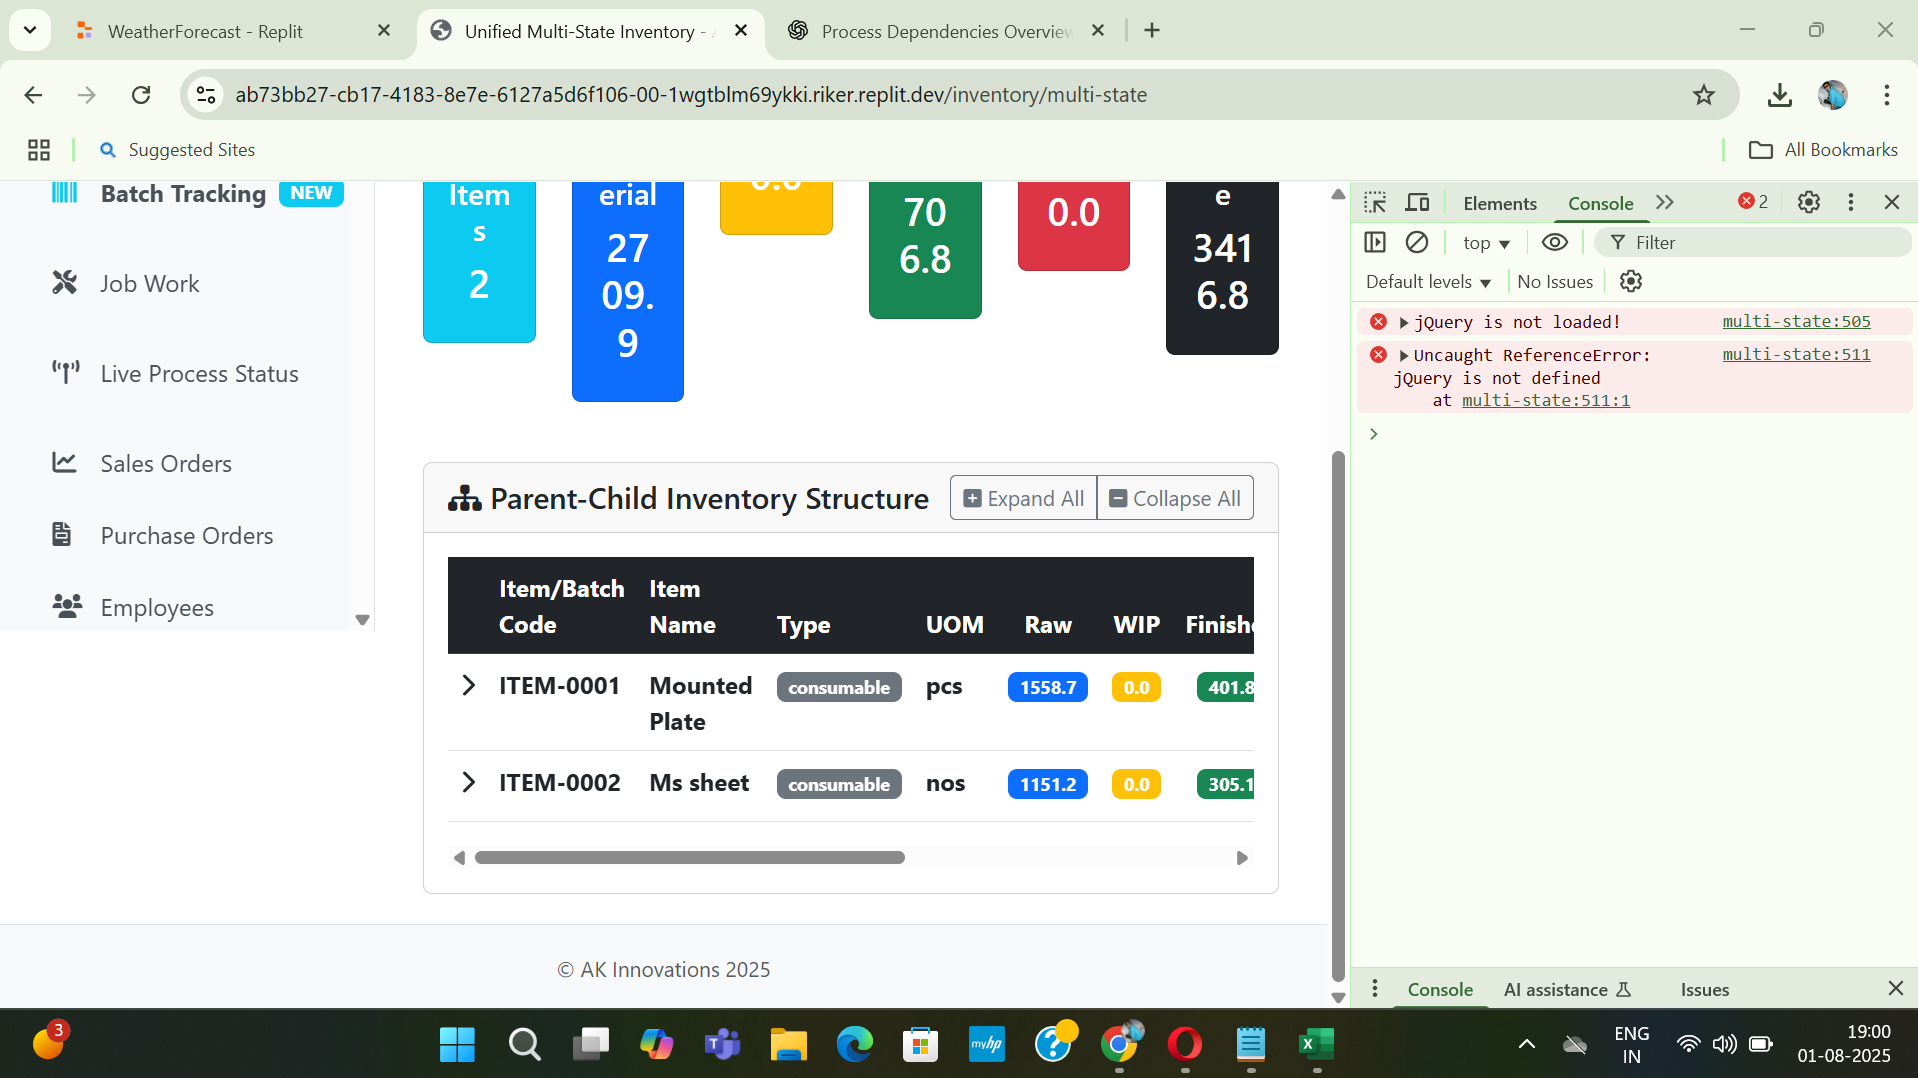 WeatherForecast - Replit
Unified Multi-State Inventory -
Process Dependencies Overview
ab73bb27-cb17-4183-8e7e-6127a5d6f106-00-1wgtblm69ykki.riker.replit.dev/inventory/multi-state
Suggested Sites
All Bookmarks
Batch Tracking NEW
Job Work
Live Process Status
Sales Orders
Purchase Orders
Employees
Item
s
2
erial
27
09.
9
0.0
70
6.8
0.0
e
341
6.8
Parent-Child Inventory Structure
Expand All
Collapse All
Item/Batch Code
Item Name
Type
UOM
Raw
WIP
Finishe
ITEM-0001 Mounted Plate consumable pcs 1558.7 0.0 401.8
ITEM-0002 Ms sheet consumable nos 1151.2 0.0 305.1
© AK Innovations 2025
Elements
Console
2
top
Filter
Default levels
No Issues
jQuery is not loaded! multi-state:505
Uncaught ReferenceError: multi-state:511
jQuery is not defined
at multi-state:511:1
Console
AI assistance
Issues
3
myhp
ENG
IN
19:00
01-08-2025